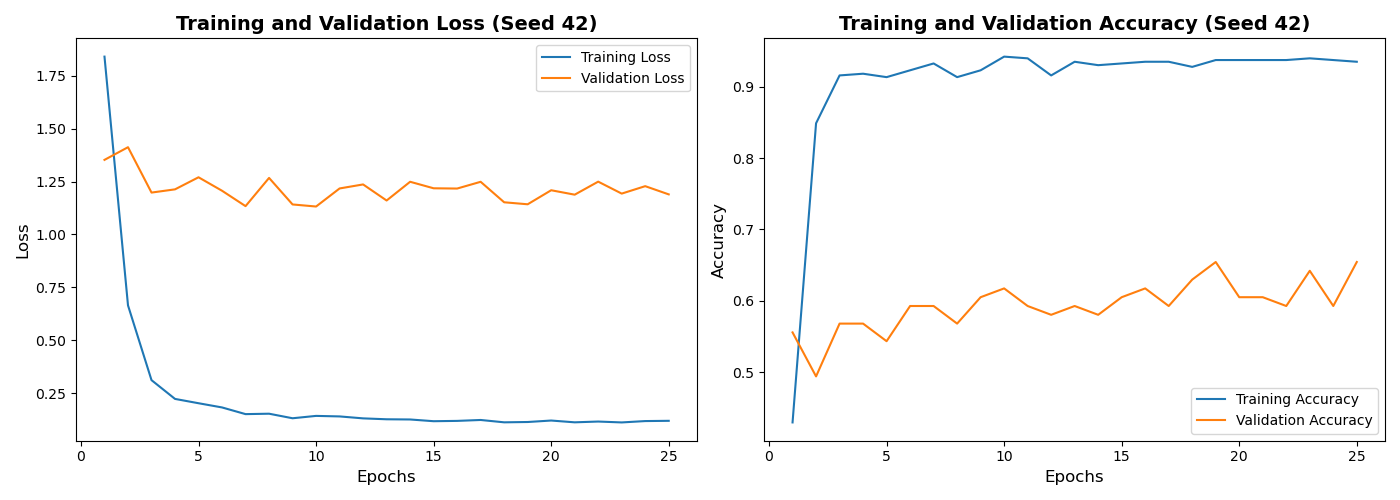 Training and Validation Loss (Seed 42)
Loss
1.75
1.50
1.25
1.00
0.75
0.50
0.25
0
5
10
15
20
25
Epochs
Training Loss
Validation Loss
Training and Validation Accuracy (Seed 42)
Accuracy
0.9
0.8
0.7
0.6
0.5
0
5
10
15
20
25
Epochs
Training Accuracy
Validation Accuracy